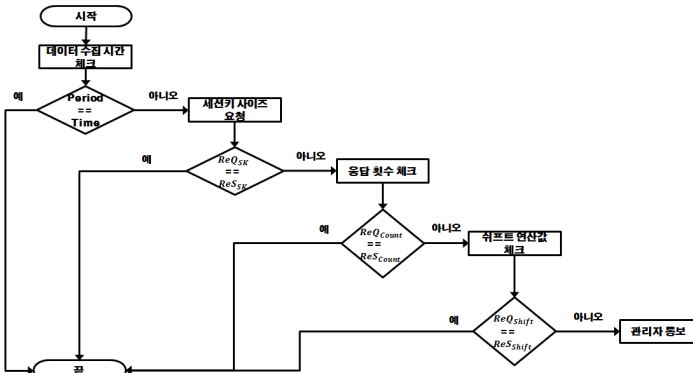 시작
데이터 수집 시간
체크
예
Period
==
Time
아니오
세션키 사이즈
요청
예
ReQ_SK
==
ReS_SK
아니오
응답 횟수 체크
예
ReQ_Count
==
ReS_Count
아니오
쉬프트 연산값
체크
예
ReQ_Shift
==
ReS_Shift
아니오
관리자 통보
끝